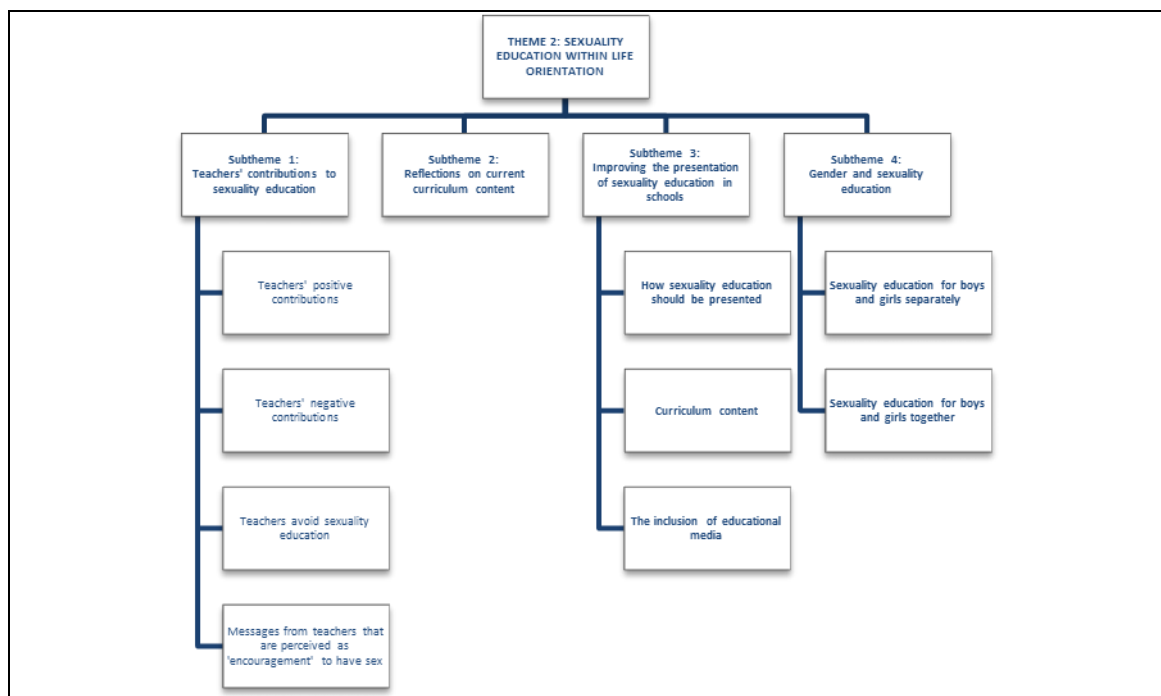 THEME 2: SEXUALITY
EDUCATION WITHIN LIFE
ORIENTATION
Subtheme 1:
Teachers' contributions to
sexuality education
Subtheme 2:
Reflections on current
curriculum content
Subtheme 3:
Improving the presentation
of sexuality education in
schools
Subtheme 4:
Gender and sexuality
education
Teachers' positive
contributions
Teachers' negative
contributions
Teachers avoid sexuality
education
Messages from teachers that
are perceived as
'encouragement' to have sex
How sexuality education
should be presented
Curriculum content
The inclusion of educational
media
Sexuality education for boys
and girls separately
Sexuality education for boys
and girls together